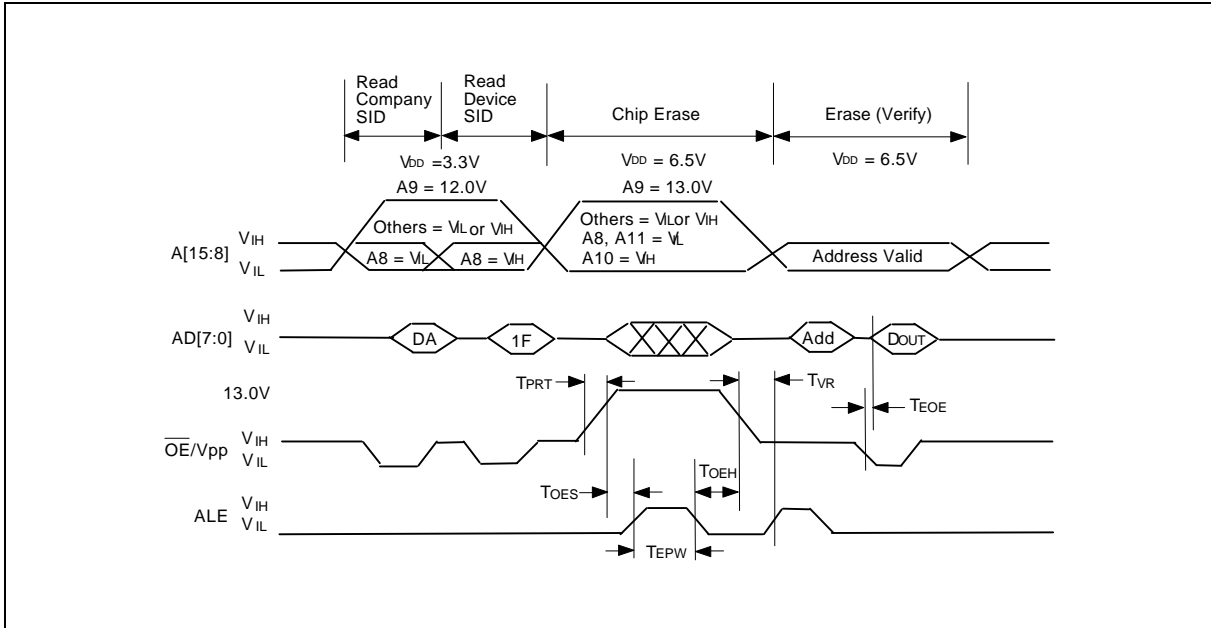 Read Company SID
Read Device SID
Chip Erase
Erase (Verify)
VDD =3.3V
VDD = 6.5V
VDD = 6.5V
A9 = 12.0V
A9 = 13.0V
Others = VIL or VIH
Others = VIL or VIH
A8, A11 = VIL
A10 = VIH
A[15:8]
VIH
VIL
A8 = VIL
A8 = VIH
Address Valid
AD[7:0]
VIH
VIL
DA
1F
Add
DOUT
TPRT
TVR
13.0V
TEOE
OE/Vpp
VIH
VIL
TOEH
TOES
ALE
VIH
VIL
TEPW